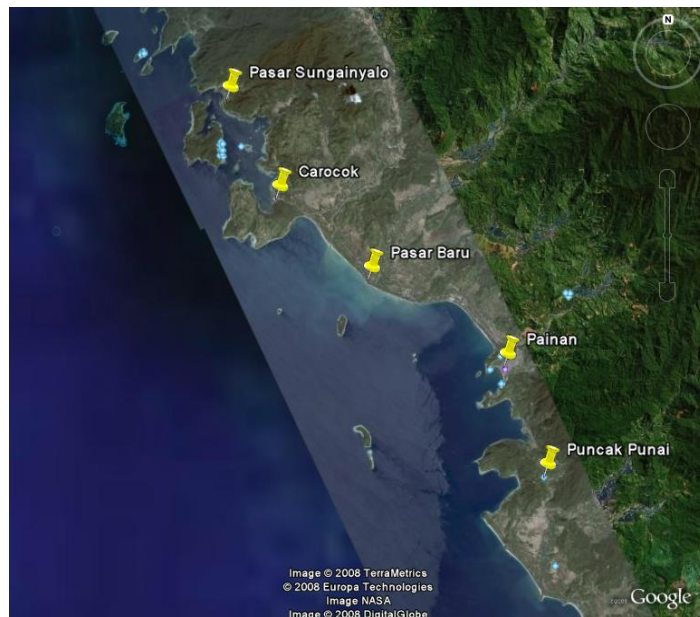 N
Pasar Sungainyalo
Carocok
Pasar Baru
Painan
Puncak Punai
Image © 2008 TerraMetrics
© 2008 Europa Technologies
Image NASA
Image © 2008 DigitalGlobe
Google